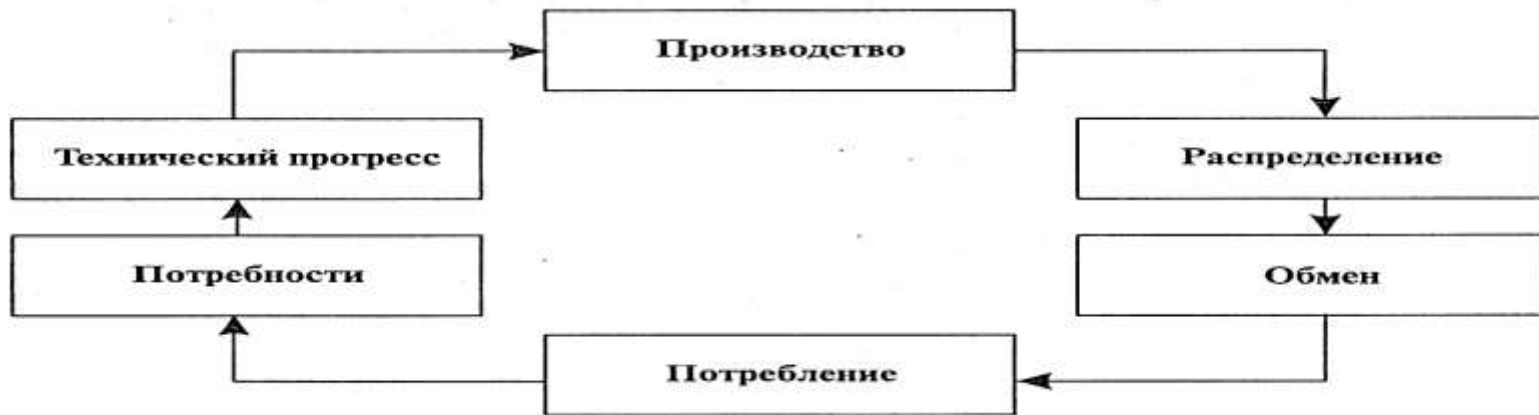 Производство
Технический прогресс
Распределение
Потребности
Обмен
Потребление